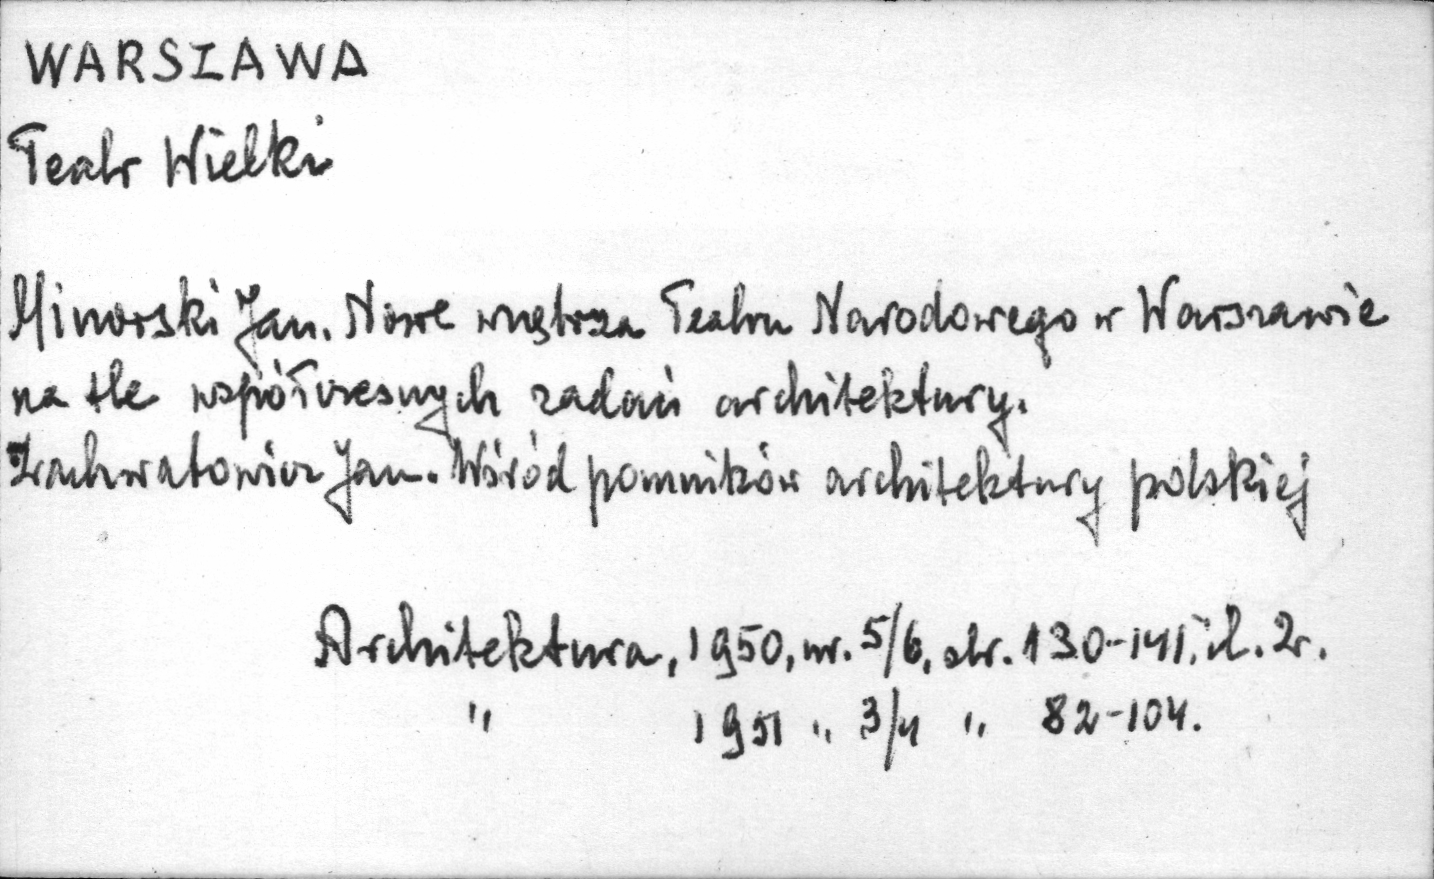 WARSZAWA
Teatr Wielki
Minorski Jan. Nowe wnętrza Teatru Narodowego w Warszawie
na tle współczesnych zadań architektury.
Zachwatowicz Jan. Wśród pomników architektury polskiej
Architektura, 1950, nr. 5/6, str. 130-141, il. Zr.
" 1951 " 3/4 " 82-104.